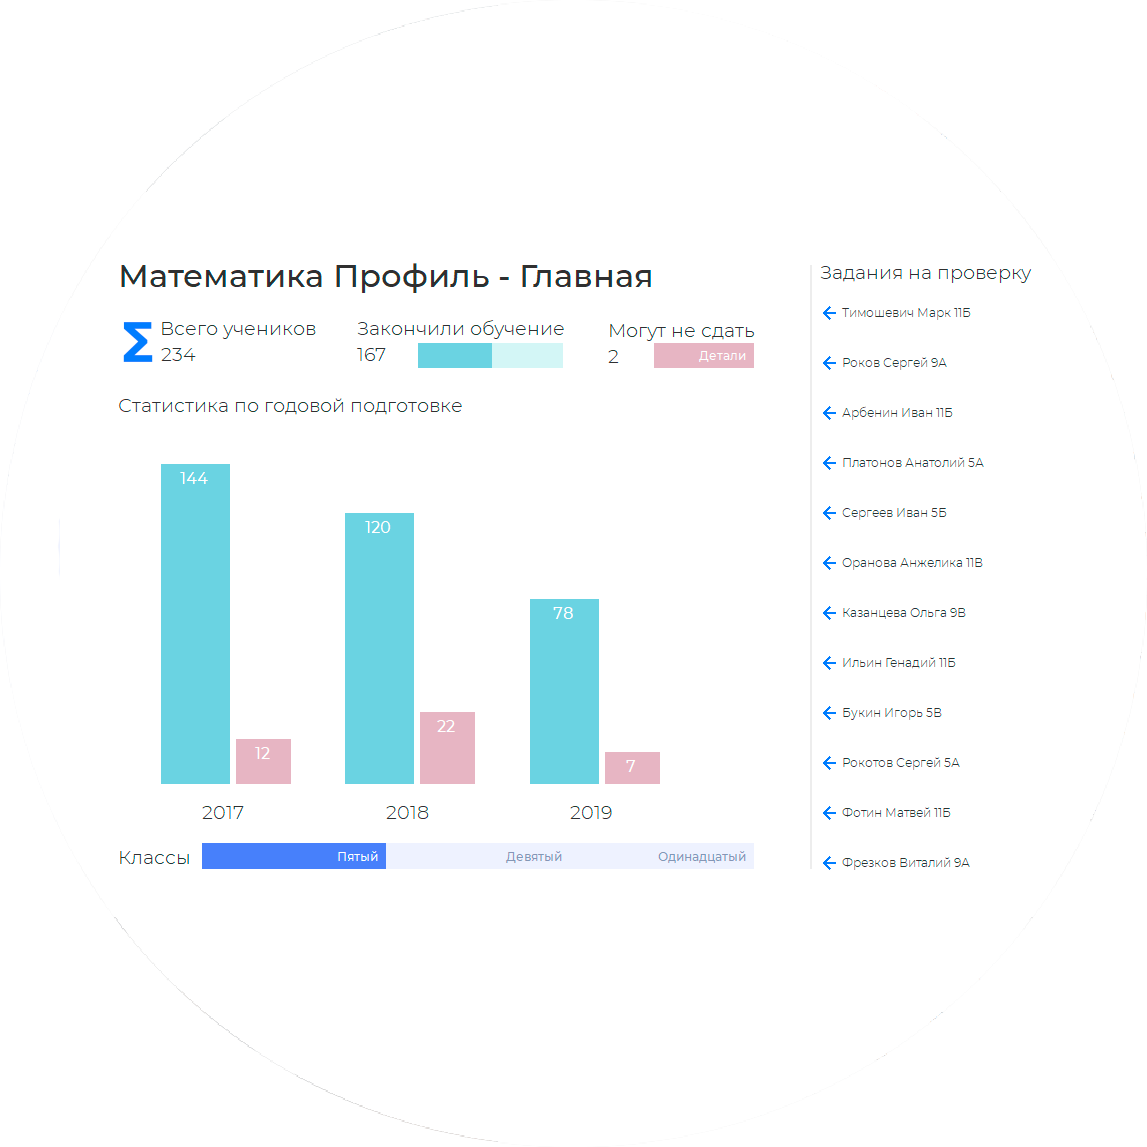 Математика Профиль - Главная
Σ Всего учеников
234
Закончили обучение
167
Могут не сдать
2
Детали
Статистика по годовой подготовке
144
12
2017
120
22
2018
78
7
2019
Классы
Пятый
Девятый
Одинадцатый
Задания на проверку
Тимошевич Марк 11Б
Роков Сергей 9А
Арбенин Иван 11Б
Платонов Анатолий 5А
Сергеев Иван 5Б
Оранова Анжелика 11В
Казанцева Ольга 9В
Ильин Генадий 11Б
Букин Игорь 5В
Рокотов Сергей 5А
Фотин Матвей 11Б
Фрезков Виталий 9А